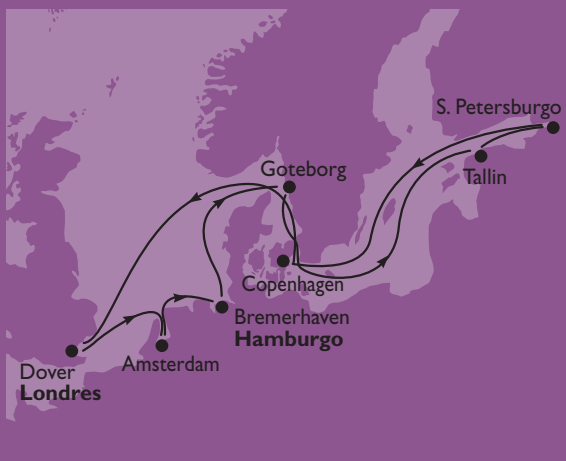 S. Petersburgo
Goteborg
Tallin
Copenhagen
Bremerhaven
Hamburgo
Amsterdam
Dover
Londres